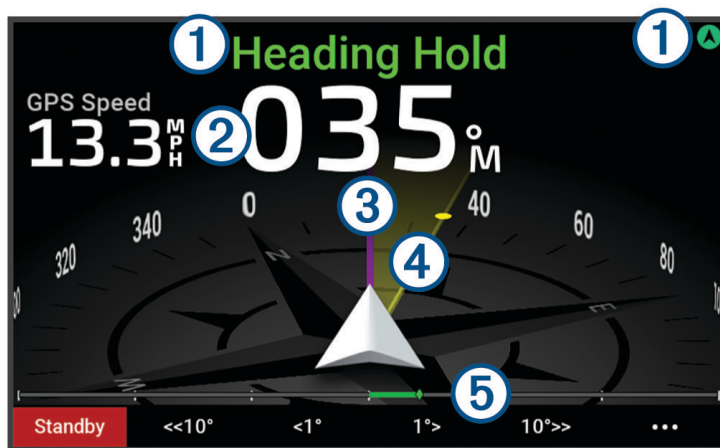 1 Heading Hold 1
GPS Speed
13.3 MPH 2 035°M
3
320 340 0 40 60 80
4
N
E
W
5
Standby <<10° <1° 1°> 10°>> •••